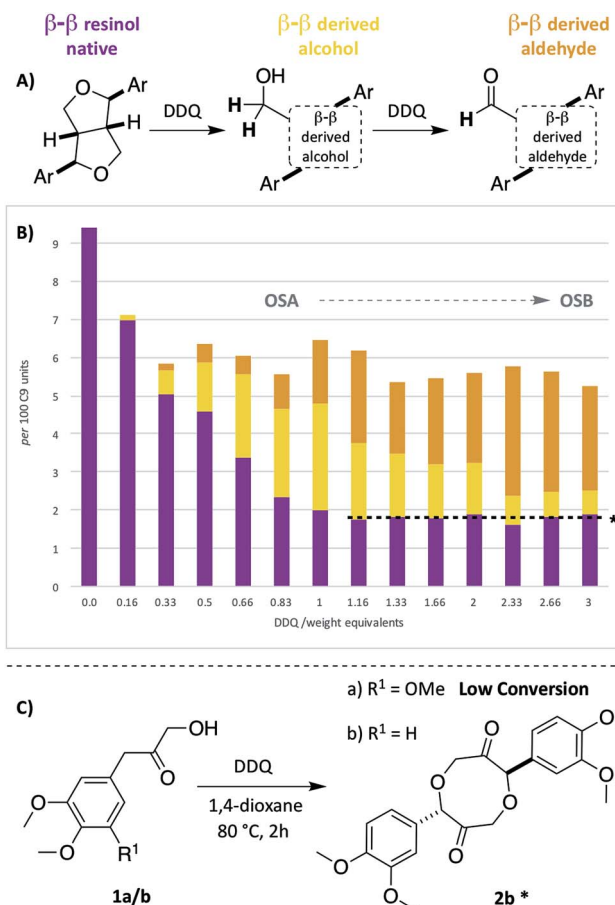 β-β resinol
native
β-β derived
alcohol
β-β derived
aldehyde
A)
O
Ar
H
H
Ar
O
DDQ
OH
H
H
Ar
β-β
derived
alcohol
Ar
DDQ
O
H
Ar
β-β
derived
aldehyde
Ar
B)
per 100 C9 units
9
8
7
6
5
4
3
2
1
0
OSA
OSB
*
0.0 0.16 0.33 0.5 0.66 0.83 1 1.16 1.33 1.66 2 2.33 2.66 3
DDQ /weight equivalents
C)
OH
O
O
O
R1
1a/b
DDQ
1,4-dioxane
80 °C, 2h
a) R1 = OMe Low Conversion
b) R1 = H
O
O
O
O
O
O
O
O
2b *